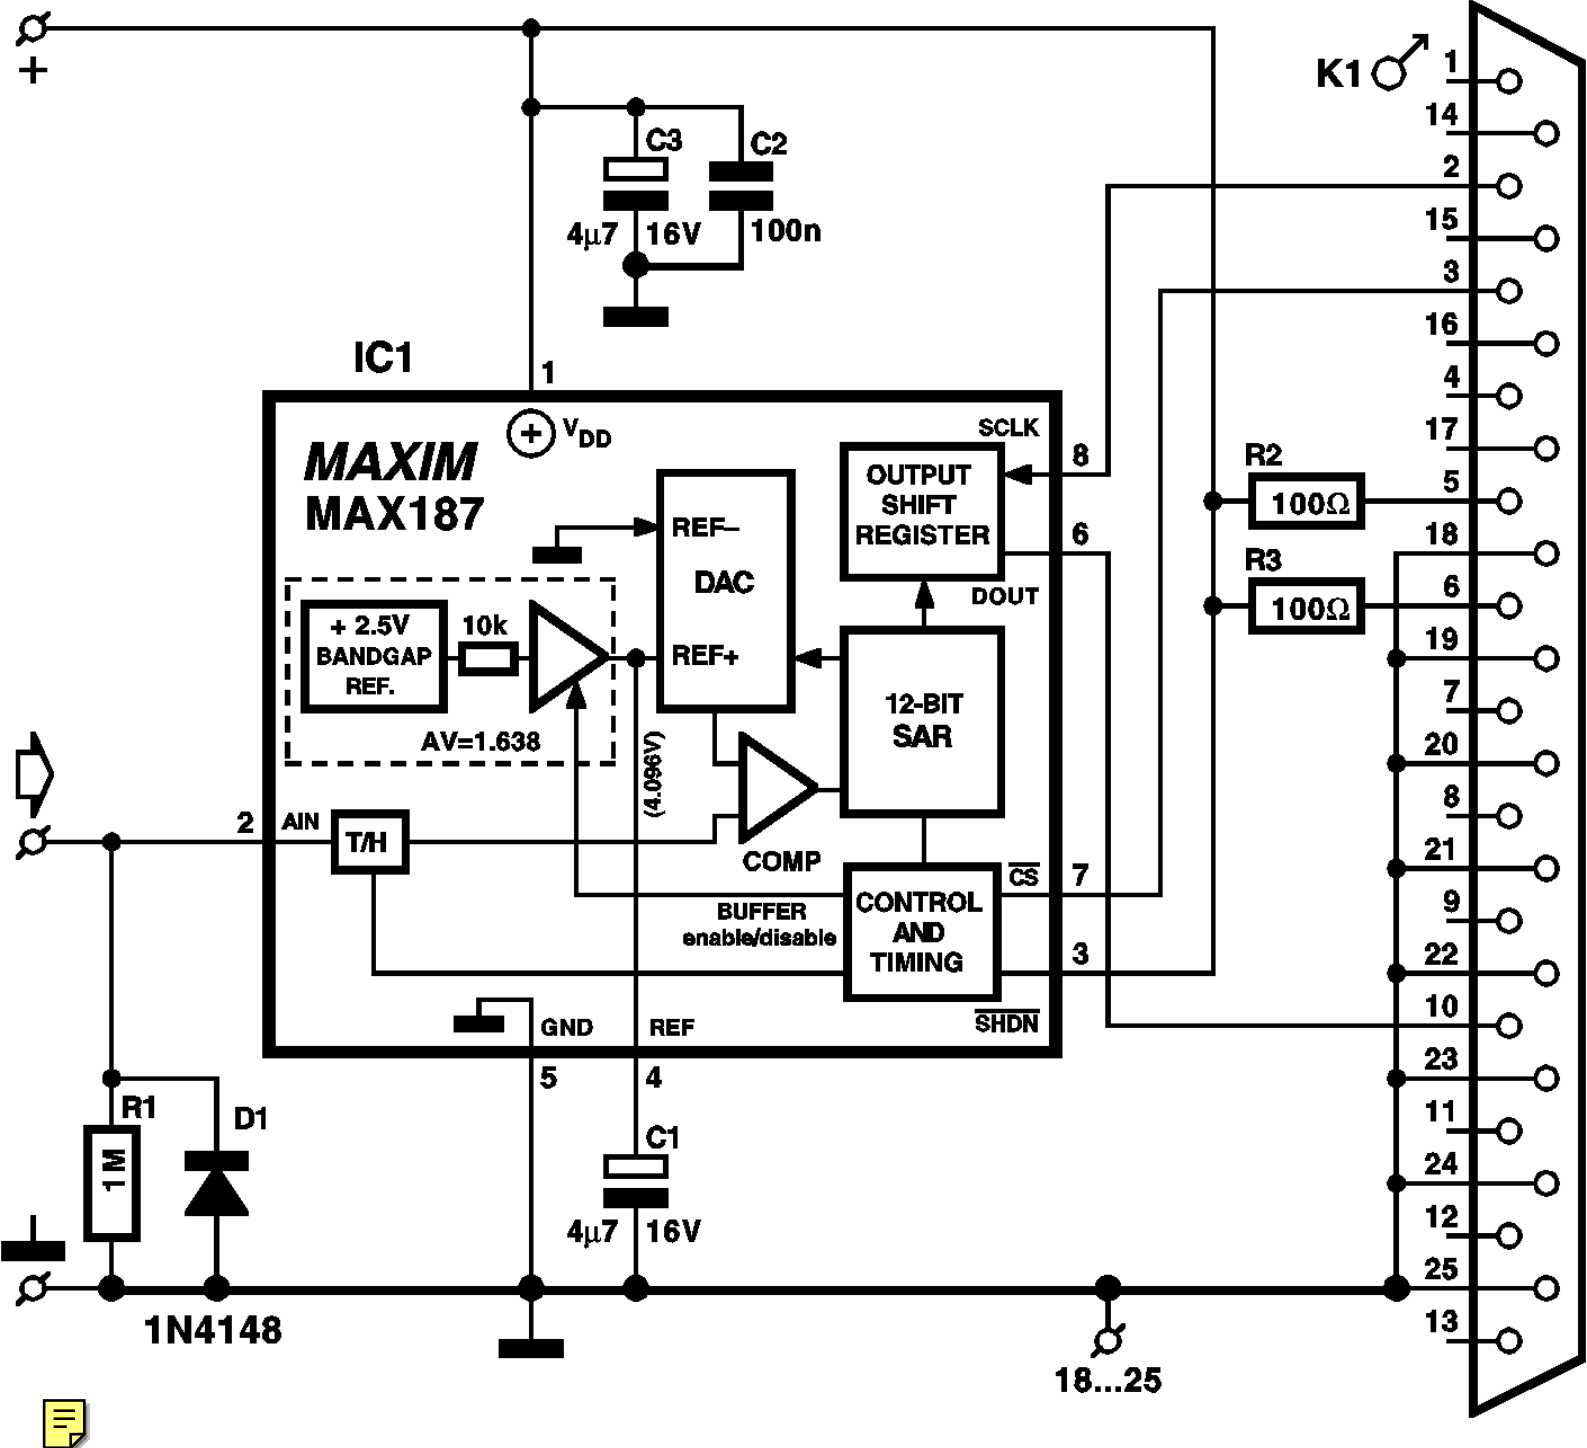 +
K1
1
14
2
15
3
16
4
17
5
18
6
19
7
20
8
21
9
22
10
23
11
24
12
25
13
C3
C2
4µ7
16V
100n
IC1
1
+
VDD
MAXIM
MAX187
SCLK
8
OUTPUT
SHIFT
REGISTER
6
DOUT
REF–
DAC
REF+
+ 2.5V
BANDGAP
REF.
10k
AV=1.638
(4.096V)
12-BIT
SAR
R2
100Ω
R3
100Ω
2
AIN
T/H
COMP
CS
7
CONTROL
AND
TIMING
BUFFER
enable/disable
3
SHDN
GND
REF
5
4
R1
1M
D1
C1
4µ7
16V
1N4148
18...25